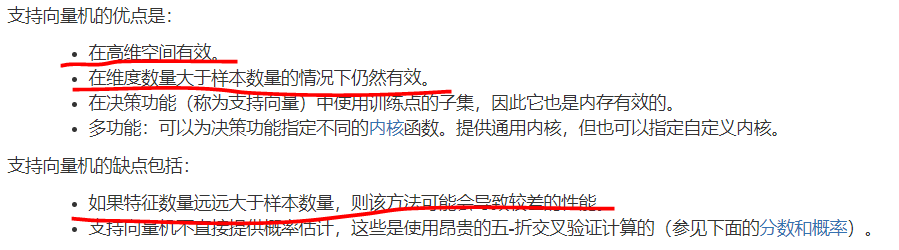 支持向量机的优点是：
• 在高维空间有效。
• 在维度数量大于样本数量的情况下仍然有效。
• 在决策功能（称为支持向量）中使用训练点的子集，因此它也是内存有效的。
• 多功能：可以为决策功能指定不同的内核函数。提供通用内核，但也可以指定自定义内核。
支持向量机的缺点包括：
• 如果特征数量远远大于样本数量，则该方法可能会导致较差的性能。
• 支持向量机不直接提供概率估计，这些是使用昂贵的五-折交叉验证计算的（参见下面的分数和概率）。